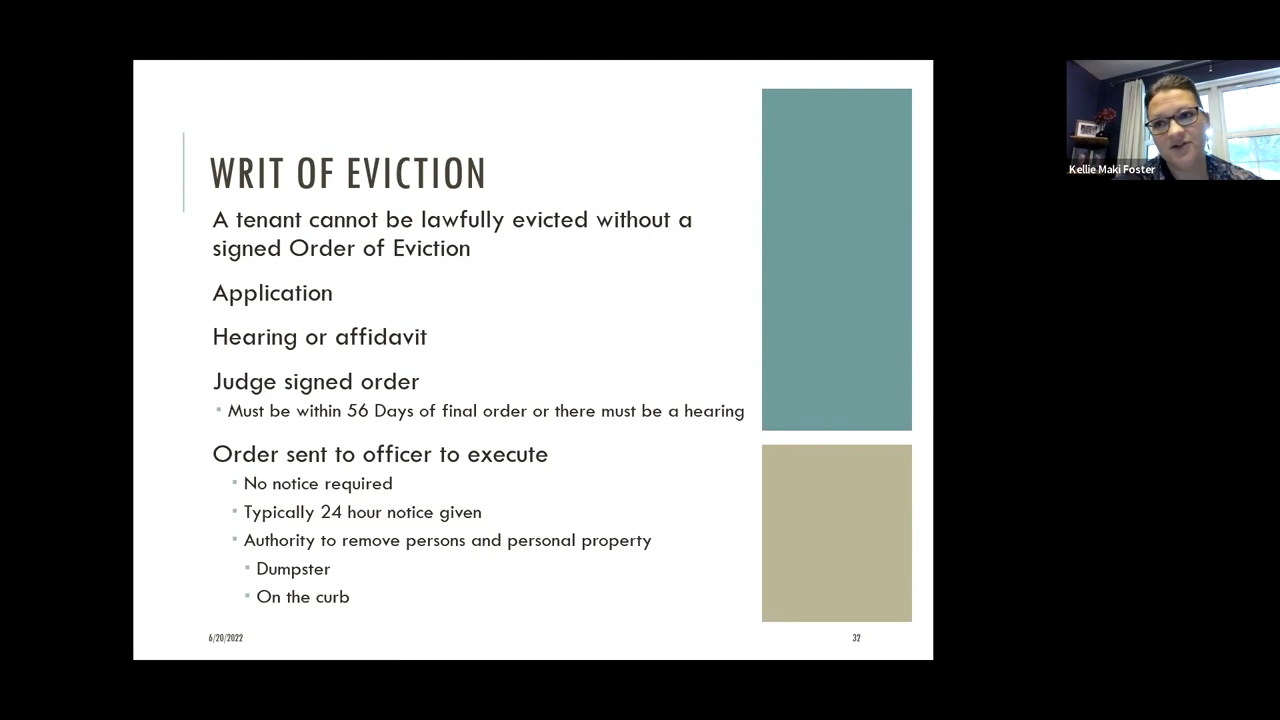 WRIT OF EVICTION
A tenant cannot be lawfully evicted without a
signed Order of Eviction
Application
Hearing or affidavit
Judge signed order
Must be within 56 Days of final order or there must be a hearing
Order sent to officer to execute
No notice required
Typically 24 hour notice given
Authority to remove persons and personal property
Dumpster
On the curb
6/20/2022
32
Kellie Maki Foster